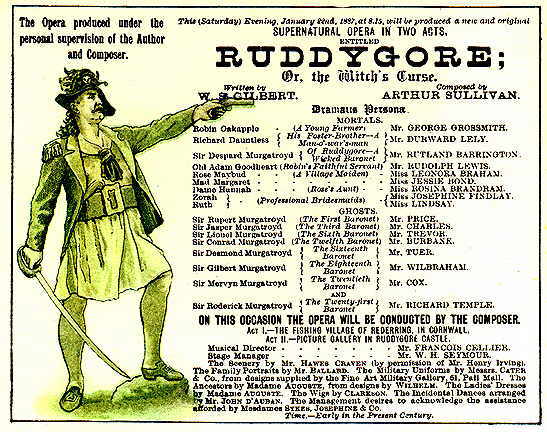 The Opera produced under the
personal supervision of the Author
and Composer.
This (Saturday) Evening, January 22nd, 1887, at 8.15, will be produced a new and original
SUPERNATURAL OPERA IN TWO ACTS,
ENTITLED
RUDDYGORE;
Or, the Witch's Curse.
Written by
W. S. GILBERT.
Composed by
ARTHUR SULLIVAN.
Dramatis Personæ
MORTALS.
Robin Oakapple - (A Young Farmer) - Mr. GEORGE GROSSMITH.
Richard Dauntless { His Foster-Brother—A Man-o'-war's-man } Mr. DURWARD LELY.
Sir Despard Murgatroyd { Of Ruddygore—A Wicked Baronet } Mr. RUTLAND BARRINGTON.
Old Adam Goodheart (Robin's Faithful Servant) Mr. RUDOLPH LEWIS.
Rose Maybud - (A Village Maiden) - Miss LEONORA BRAHAM.
Mad Margaret - - - - Miss JESSIE BOND.
Dame Hannah - (Rose's Aunt) - Miss ROSINA BRANDRAM.
Zorah } (Professional Bridesmaids) { Miss JOSEPHINE FINDLAY.
Ruth } { Miss LINDSAY.
GHOSTS.
Sir Rupert Murgatroyd (The First Baronet) Mr. PRICE.
Sir Jasper Murgatroyd (The Third Baronet) Mr. CHARLES.
Sir Lionel Murgatroyd (The Sixth Baronet) Mr. TREVOR.
Sir Conrad Murgatroyd (The Twelfth Baronet) Mr. BURBANK.
Sir Desmond Murgatroyd { The Sixteenth Baronet } Mr. TUER.
Sir Gilbert Murgatroyd { The Eighteenth Baronet } Mr. WILBRAHAM.
Sir Mervyn Murgatroyd { The Twentieth Baronet } Mr. COX.
AND
Sir Roderick Murgatroyd { The Twenty-first Baronet } Mr. RICHARD TEMPLE.
ON THIS OCCASION THE OPERA WILL BE CONDUCTED BY THE COMPOSER.
ACT I.—THE FISHING VILLAGE OF REDERRING, IN CORNWALL.
ACT II.—PICTURE GALLERY IN RUDDYGORE CASTLE.
Musical Director - - - - Mr. FRANCOIS CELLIER.
Stage Manager - - - - Mr. W. H. SEYMOUR.
The Scenery by Mr. HAWES CRAVEN (by permission of Mr. Henry Irving).
The Family Portraits by Mr. BALLARD. The Military Uniforms by Messrs. CATER
& Co., from designs supplied by the Fine Art Military Gallery, 61, Pall Mall. The
Ancestors by Madame AUGUSTE, from designs by WILHELM. The Ladies' Dresses
by Madame AUGUSTE. The Wigs by CLARKSON. The Incidental Dances arranged
by Mr. JOHN D'AUBAN. The Management desires to acknowledge the assistance
afforded by Mesdames SYKES, JOSEPHINE & CO.
Time.—Early in the Present Century.